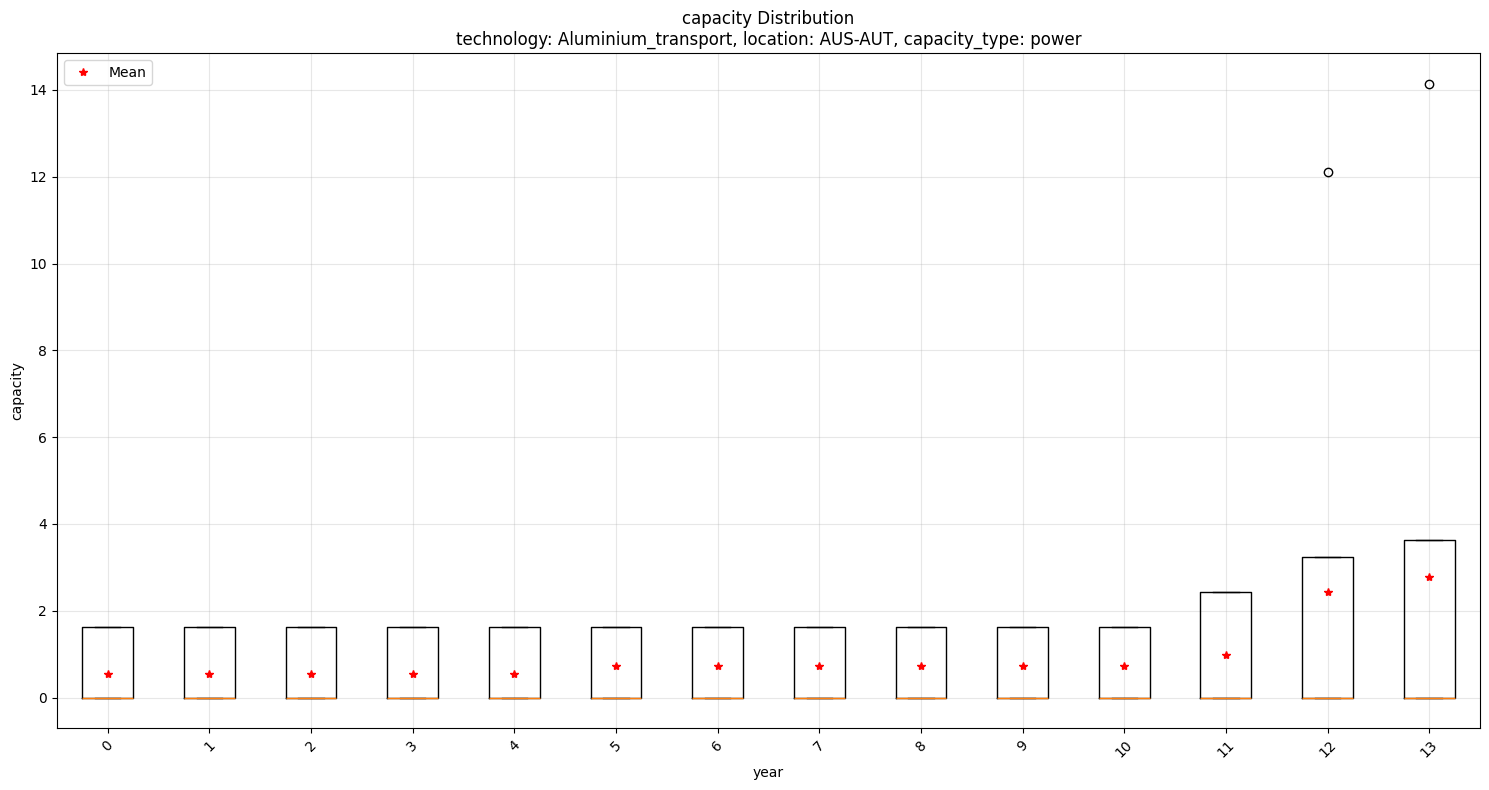 capacity Distribution
technology: Aluminium_transport, location: AUS-AUT, capacity_type: power
Mean
14
12
10
8
6
4
2
0
capacity
0 1 2 3 4 5 6 7 8 9 10 11 12 13
year